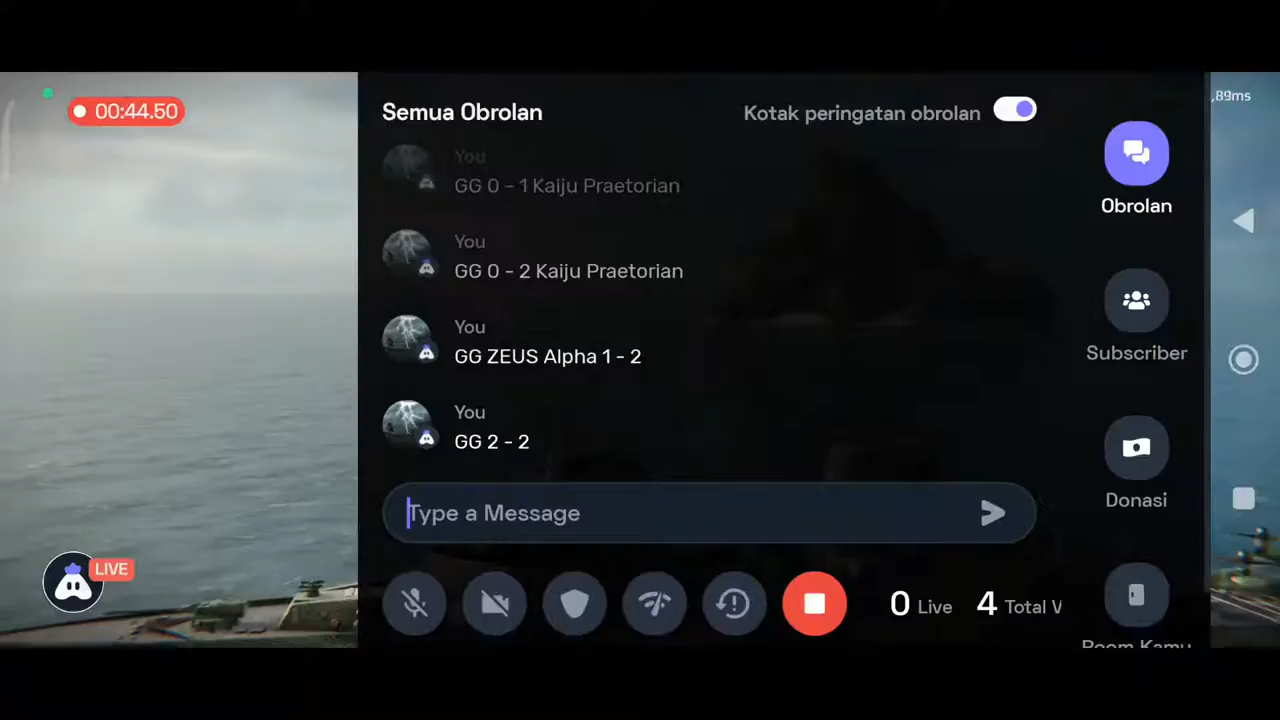 00:44.50
Semua Obrolan
Kotak peringatan obrolan
,89ms
You
GG 0 - 1 Kaiju Praetorian
Obrolan
You
GG 0 - 2 Kaiju Praetorian
You
GG ZEUS Alpha 1 - 2
Subscriber
You
GG 2 - 2
Type a Message
Donasi
LIVE
0 Live 4 Total V
Room Kamu